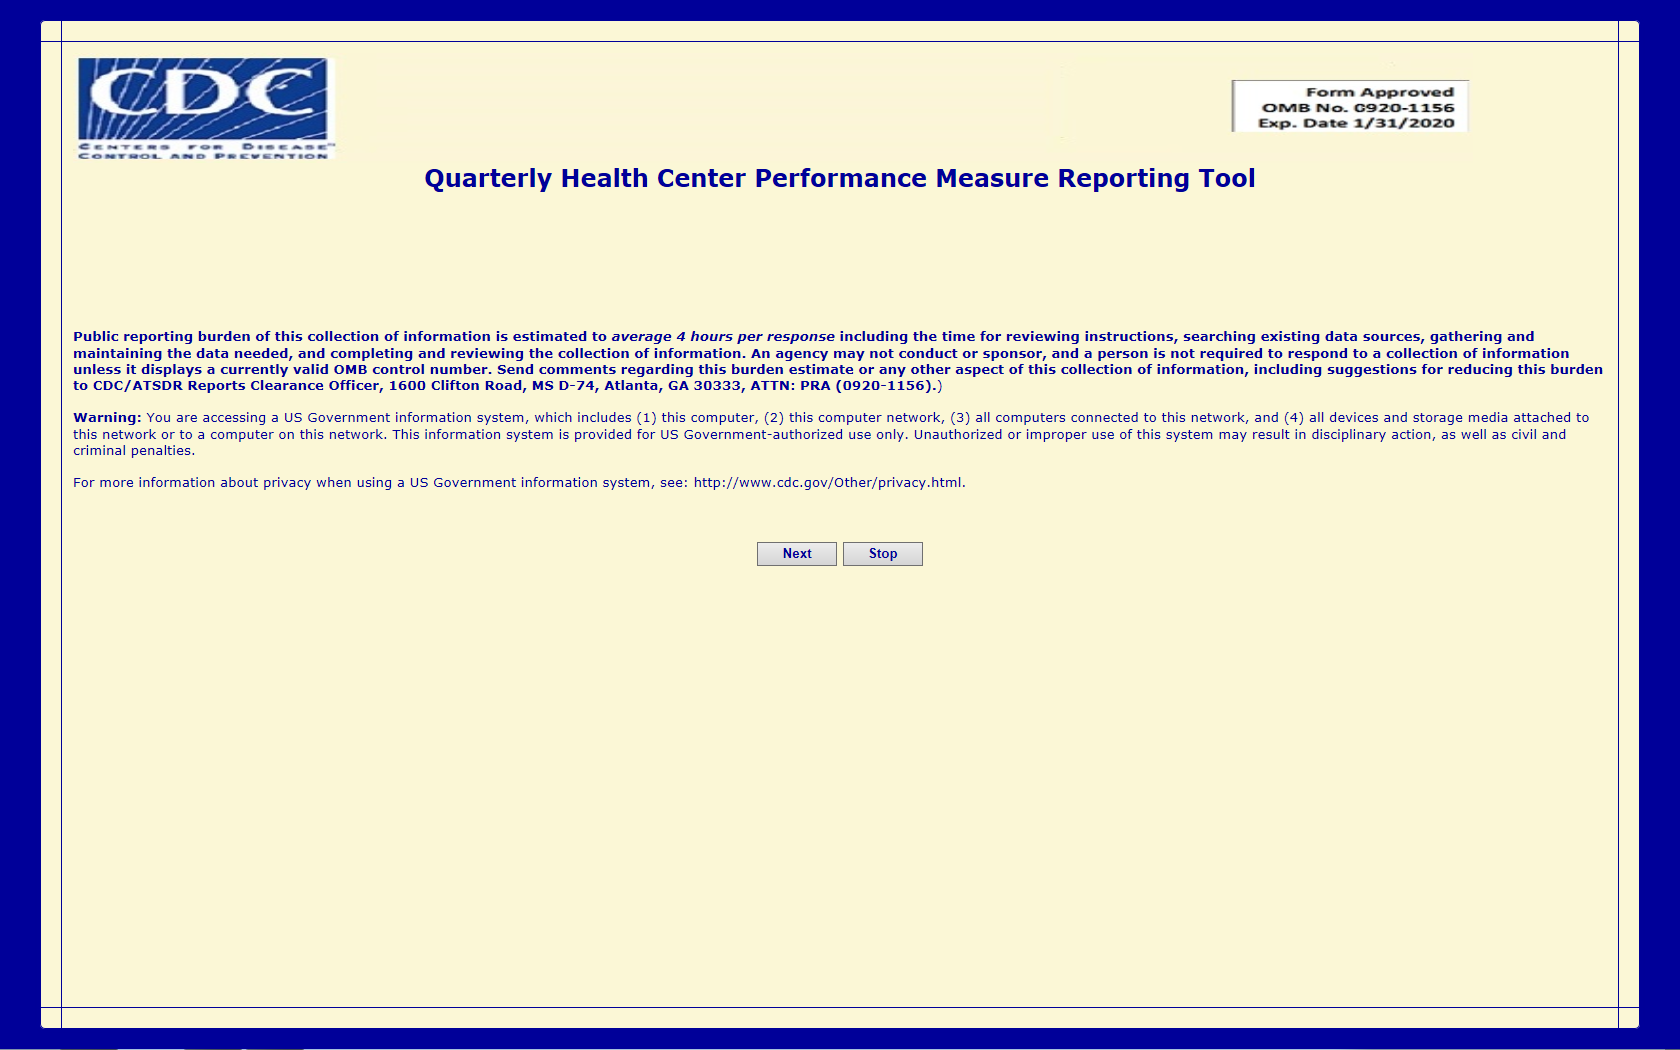 CDC
CENTERS FOR DISEASE™
CONTROL AND PREVENTION
Form Approved
OMB No. 0920-1156
Exp. Date 1/31/2020
Quarterly Health Center Performance Measure Reporting Tool
Public reporting burden of this collection of information is estimated to average 4 hours per response including the time for reviewing instructions, searching existing data sources, gathering and
maintaining the data needed, and completing and reviewing the collection of information. An agency may not conduct or sponsor, and a person is not required to respond to a collection of information
unless it displays a currently valid OMB control number. Send comments regarding this burden estimate or any other aspect of this collection of information, including suggestions for reducing this burden
to CDC/ATSDR Reports Clearance Officer, 1600 Clifton Road, MS D-74, Atlanta, GA 30333, ATTN: PRA (0920-1156).)
Warning: You are accessing a US Government information system, which includes (1) this computer, (2) this computer network, (3) all computers connected to this network, and (4) all devices and storage media attached to
this network or to a computer on this network. This information system is provided for US Government-authorized use only. Unauthorized or improper use of this system may result in disciplinary action, as well as civil and
criminal penalties.
For more information about privacy when using a US Government information system, see: http://www.cdc.gov/Other/privacy.html.
Next Stop